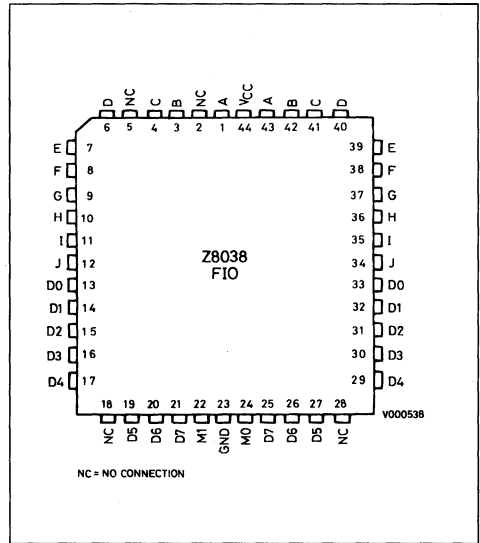 D NC C B NC A VCC A B C D
6 5 4 3 2 1 44 43 42 41 40
E 7 39 E
F 8 38 F
G 9 37 G
H 10 36 H
I 11 35 I
J 12 34 J
Z8038
FIO
D0 13 33 D0
D1 14 32 D1
D2 15 31 D2
D3 16 30 D3
D4 17 29 D4
18 19 20 21 22 23 24 25 26 27 28
NC D5 D6 D7 M1 GND M0 D7 D6 D5 NC
V000538
NC = NO CONNECTION